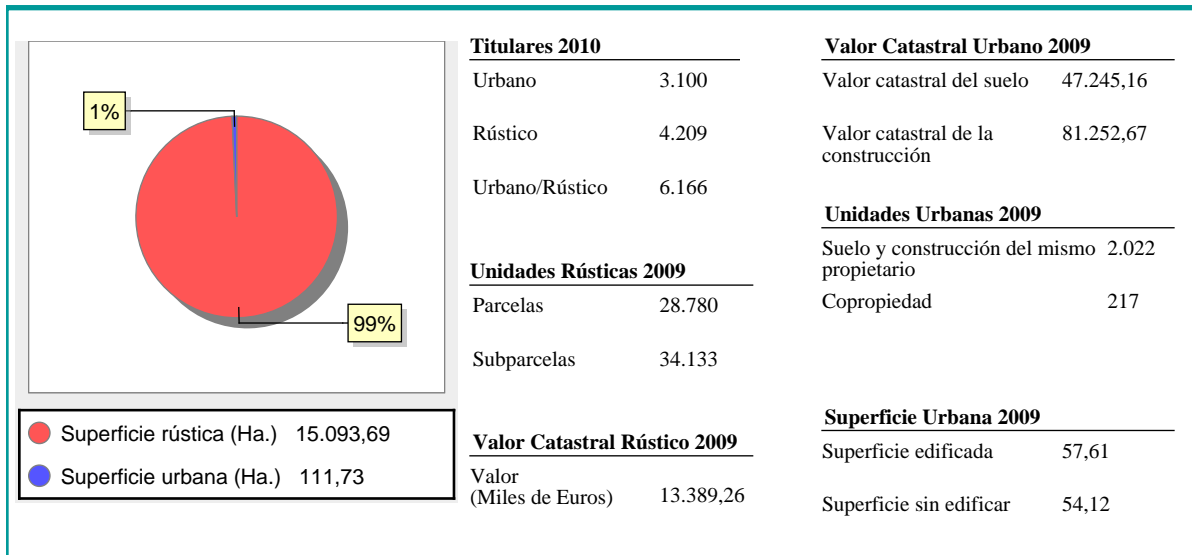 1%
99%
Superficie rústica (Ha.) 15.093,69
Superficie urbana (Ha.) 111,73
Titulares 2010
Urbano 3.100
Rústico 4.209
Urbano/Rústico 6.166
Unidades Rústicas 2009
Parcelas 28.780
Subparcelas 34.133
Valor Catastral Rústico 2009
Valor
(Miles de Euros) 13.389,26
Valor Catastral Urbano 2009
Valor catastral del suelo 47.245,16
Valor catastral de la 81.252,67
construcción
Unidades Urbanas 2009
Suelo y construcción del mismo 2.022
propietario
Copropiedad 217
Superficie Urbana 2009
Superficie edificada 57,61
Superficie sin edificar 54,12